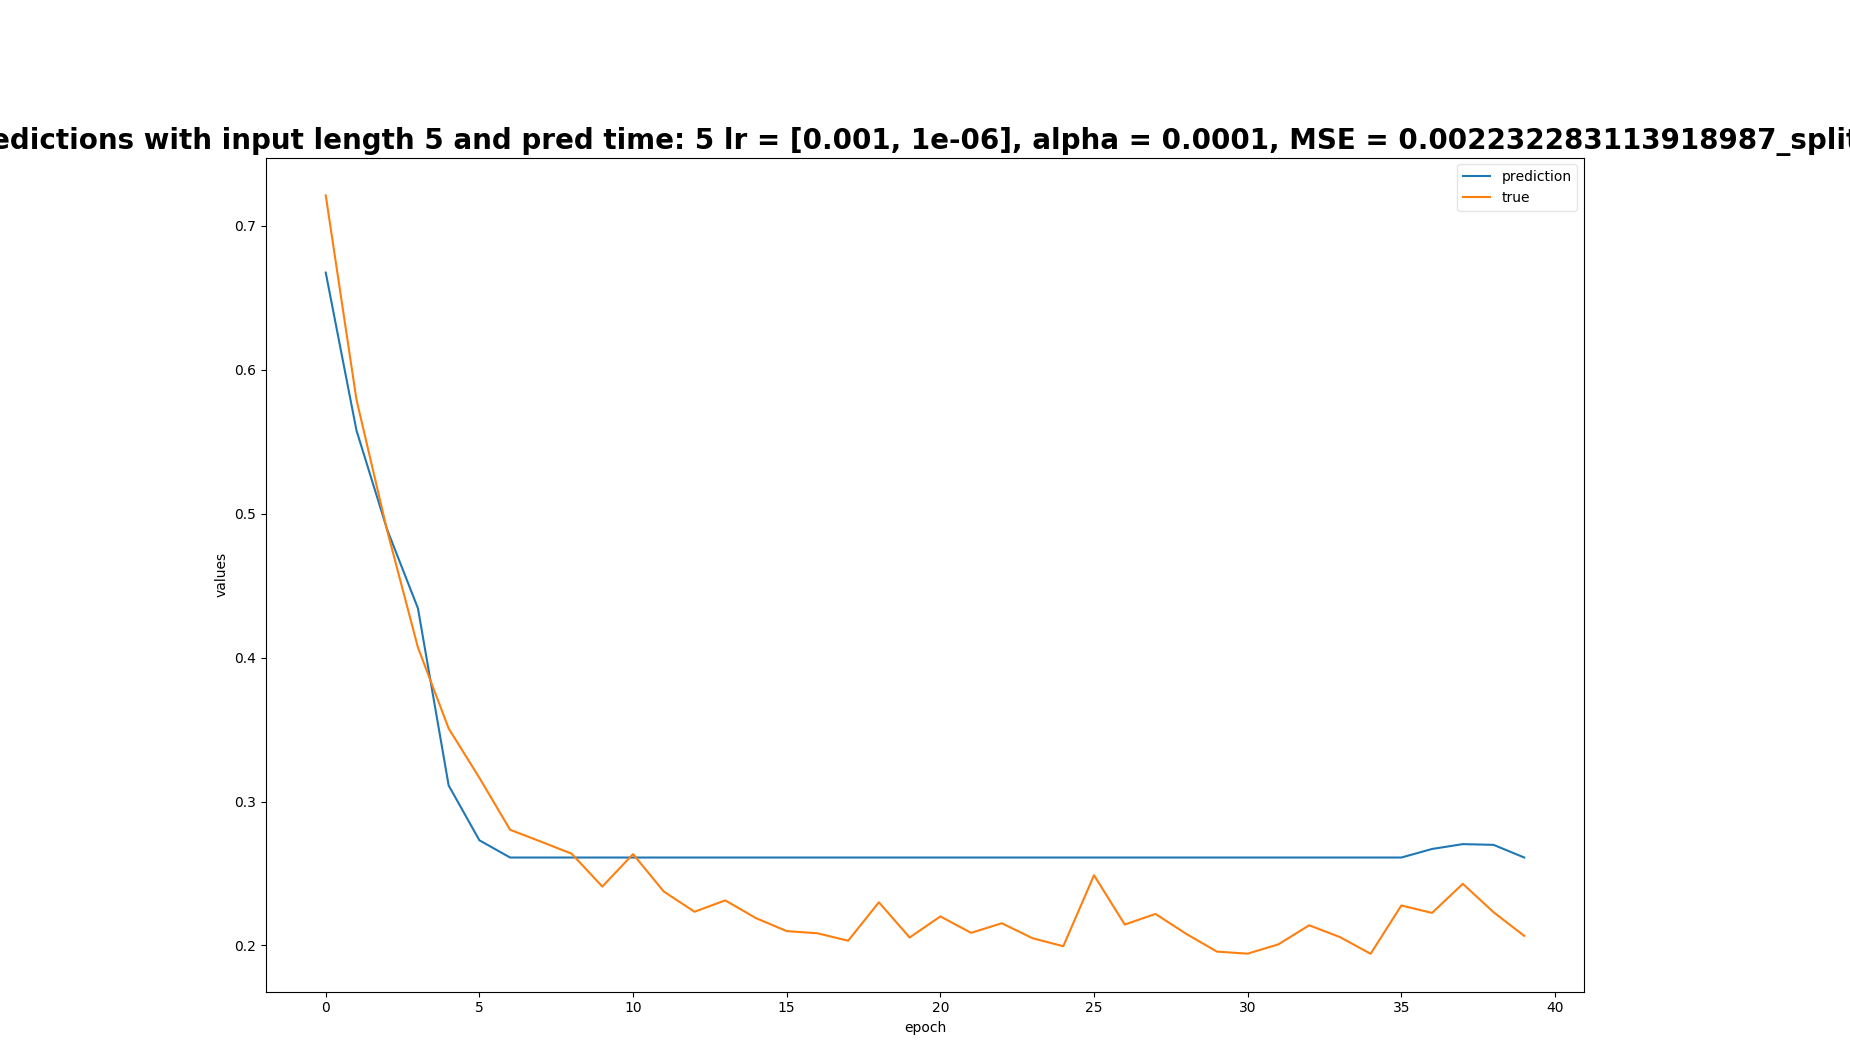 edictions with input length 5 and pred time: 5 lr = [0.001, 1e-06], alpha = 0.0001, MSE = 0.002232283113918987_split
prediction
true
0.7
0.6
0.5
0.4
0.3
0.2
values
0 5 10 15 20 25 30 35 40
epoch